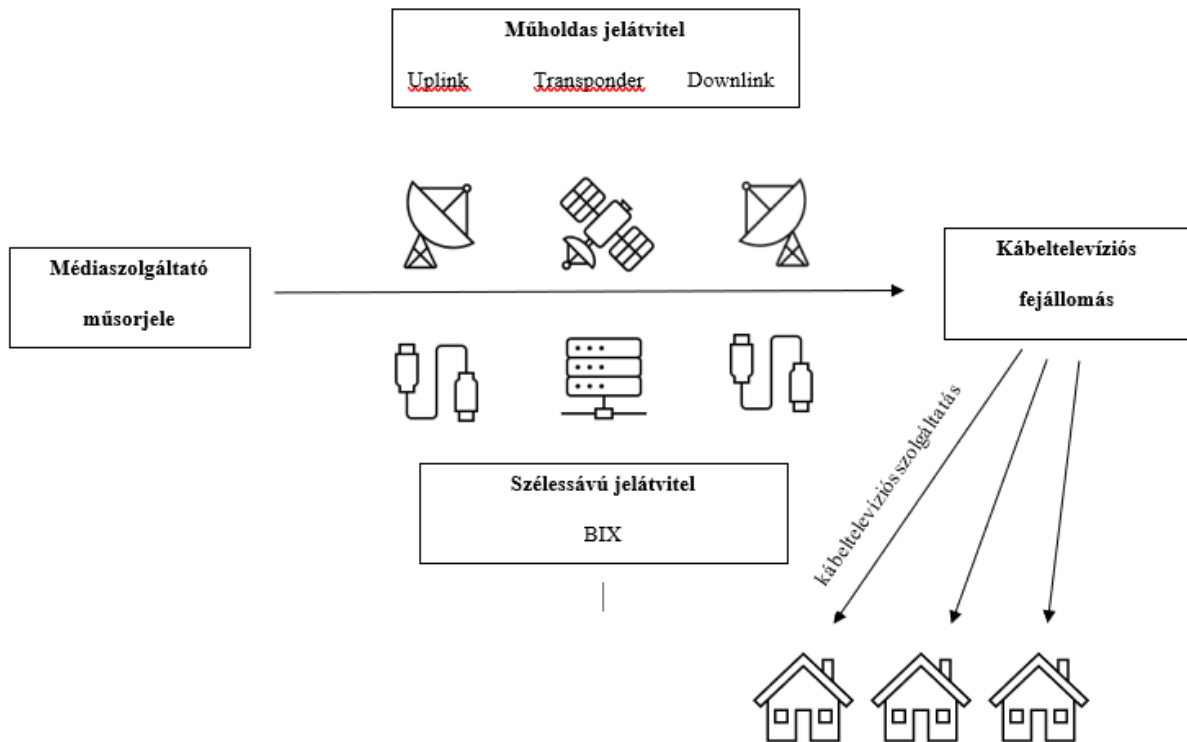 Műholdas jelátvitel
Uplink Transponder Downlink
Médiaszolgáltató
műsorjele
Kábeltelevíziós
fejállomás
Szélessávú jelátvitel
BIX
kábeltelevíziós szolgáltatás